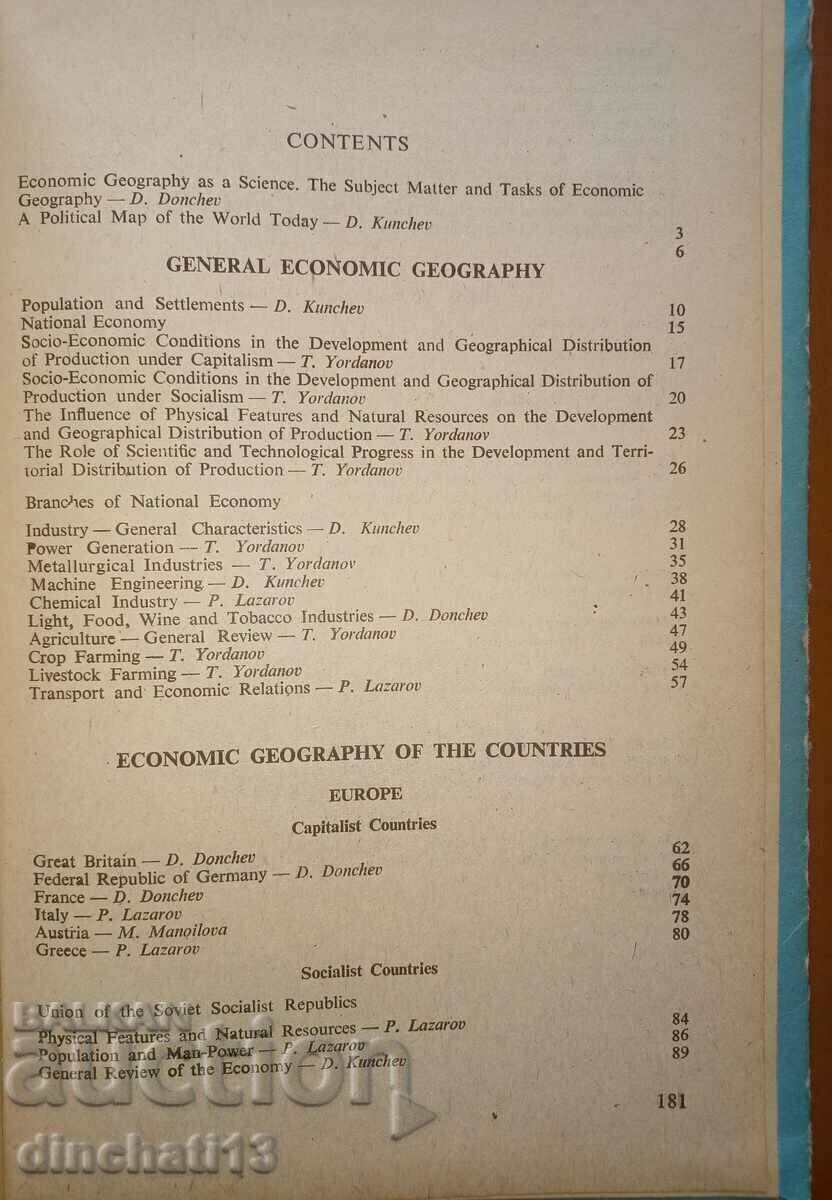 CONTENTS
Economic Geography as a Science. The Subject Matter and Tasks of Economic
Geography — D. Donchev 3
A Political Map of the World Today — D. Kunchev 6
GENERAL ECONOMIC GEOGRAPHY
Population and Settlements — D. Kunchev 10
National Economy 15
Socio-Economic Conditions in the Development and Geographical Distribution
of Production under Capitalism — T. Yordanov 17
Socio-Economic Conditions in the Development and Geographical Distribution of
Production under Socialism — T. Yordanov 20
The Influence of Physical Features and Natural Resources on the Development
and Geographical Distribution of Production — T. Yordanov 23
The Role of Scientific and Technological Progress in the Development and Terri-
torial Distribution of Production — T. Yordanov 26
Branches of National Economy
Industry — General Characteristics — D. Kunchev 28
Power Generation — T. Yordanov 31
Metallurgical Industries — T. Yordanov 35
Machine Engineering — D. Kunchev 38
Chemical Industry — P. Lazarov 41
Light, Food, Wine and Tobacco Industries — D. Donchev 43
Agriculture — General Review — T. Yordanov 47
Crop Farming — T. Yordanov 49
Livestock Farming — T. Yordanov 54
Transport and Economic Relations — P. Lazarov 57
ECONOMIC GEOGRAPHY OF THE COUNTRIES
EUROPE
Capitalist Countries
Great Britain — D. Donchev 62
Federal Republic of Germany — D. Donchev 66
France — D. Donchev 70
Italy — P. Lazarov 74
Austria — M. Manoilova 78
Greece — P. Lazarov 80
Socialist Countries
Union of the Soviet Socialist Republics
Physical Features and Natural Resources — P. Lazarov 84
Population and Man-Power — P. Lazarov 86
General Review of the Economy — D. Kunchev 89
181
BALKAN
auction
dinchati13